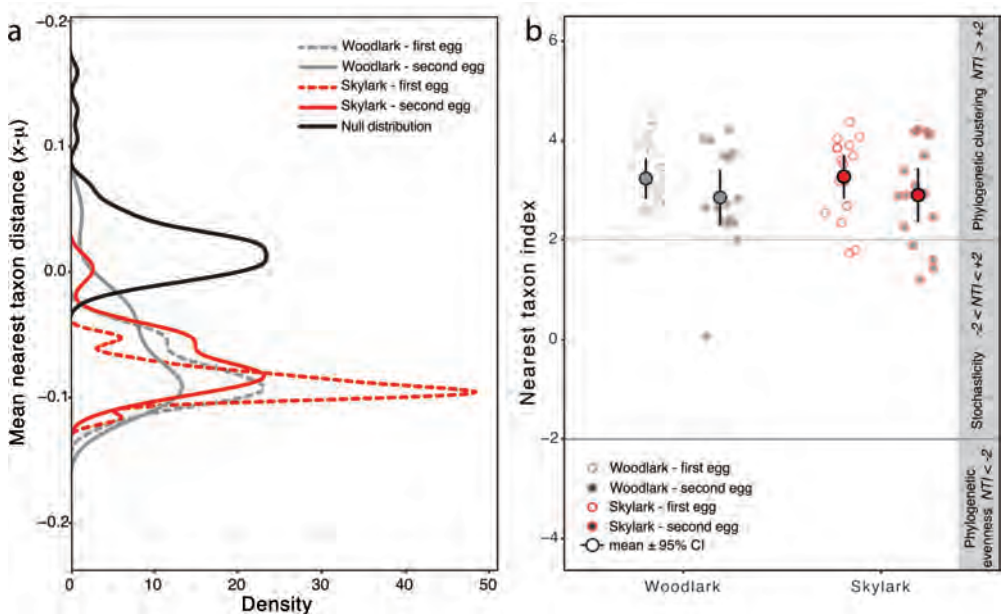 a
Mean nearest taxon distance (x-μ)
−0.2
0.1
0.0
−0.1
−0.2
Woodlark - first egg
Woodlark - second egg
Skylark - first egg
Skylark - second egg
Null distribution
0
10
20
30
40
50
Density
b
Nearest taxon index
6
4
2
0
−2
−4
Woodlark - first egg
Woodlark - second egg
Skylark - first egg
Skylark - second egg
mean ± 95% CI
Woodlark
Skylark
Phylogenetic clustering NTI > +2
Stochasticity -2 < NTI < +2
Phylogenetic
evenness NTI < -2